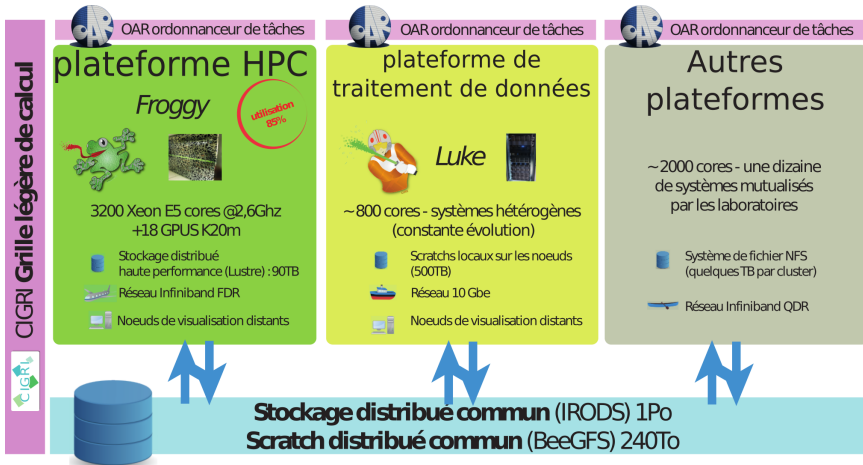 OAR ordonnanceur de tâches
OAR ordonnanceur de tâches
OAR ordonnanceur de tâches
CIGRI Grille légère de calcul
CIGRI
plateforme HPC
Froggy
utilisation
85%
3200 Xeon E5 cores @2,6Ghz
+18 GPUS K20m
Stockage distribué
haute performance (Lustre) : 90TB
Réseau Infiniband FDR
Noeuds de visualisation distants
plateforme de
traitement de données
Luke
~ 800 cores - systèmes hétérogènes
(constante évolution)
Scratchs locaux sur les noeuds
(500TB)
Réseau 10 Gbe
Noeuds de visualisation distants
Autres
plateformes
~ 2000 cores - une dizaine
de systèmes mutualisés
par les laboratoires
Système de fichier NFS
(quelques TB par cluster)
Réseau Infiniband QDR
Stockage distribué commun (IRODS) 1Po
Scratch distribué commun (BeeGFS) 240To